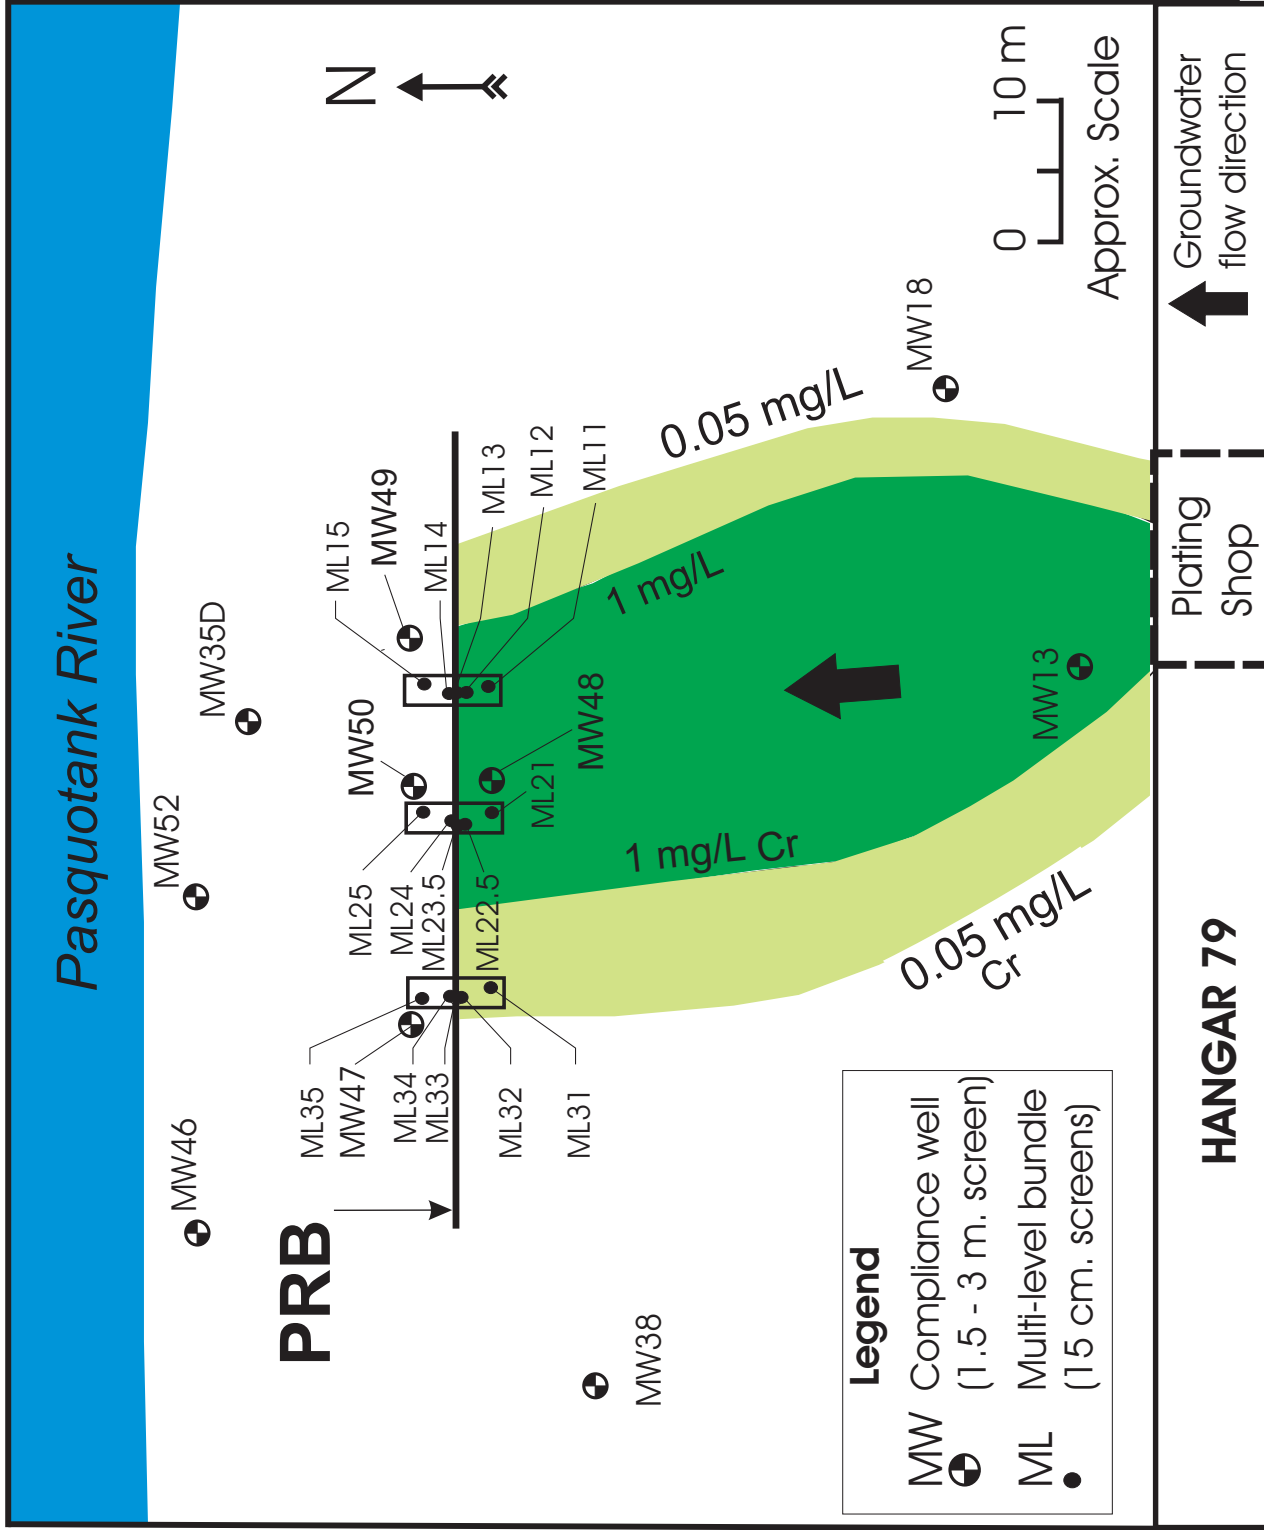 Pasquotank River
N
MW46
MW52
MW35D
PRB
ML35
MW47
ML34
ML33
ML32
ML31
ML25
ML24
ML23.5
ML22.5
ML21
MW50
MW48
ML15
MW49
ML14
ML13
ML12
ML11
MW38
MW18
MW13
1 mg/L Cr
1 mg/L
0.05 mg/L
0.05 mg/L
Cr
0
10 m
Approx. Scale
Legend
MW Compliance well
(1.5 - 3 m. screen)
ML Multi-level bundle
(15 cm. screens)
HANGAR 79
Plating
Shop
Groundwater
flow direction